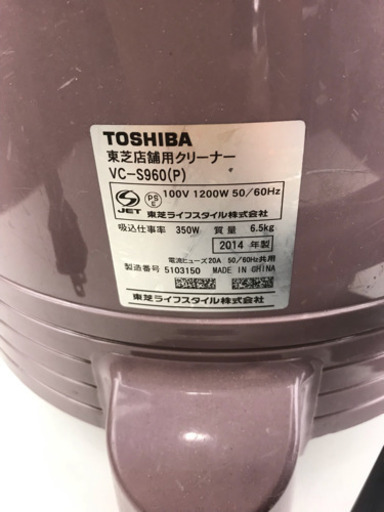 TOSHIBA
東芝店舗用クリーナー
VC-S960(P)
S JET PS E 100V 1200W 50/60Hz
東芝ライフスタイル株式会社
吸込仕事率 350W 質量 6.5kg
2014 年製
電流ヒューズ20A 50/60Hz共用
製造番号 5103150 MADE IN CHINA
東芝ライフスタイル株式会社